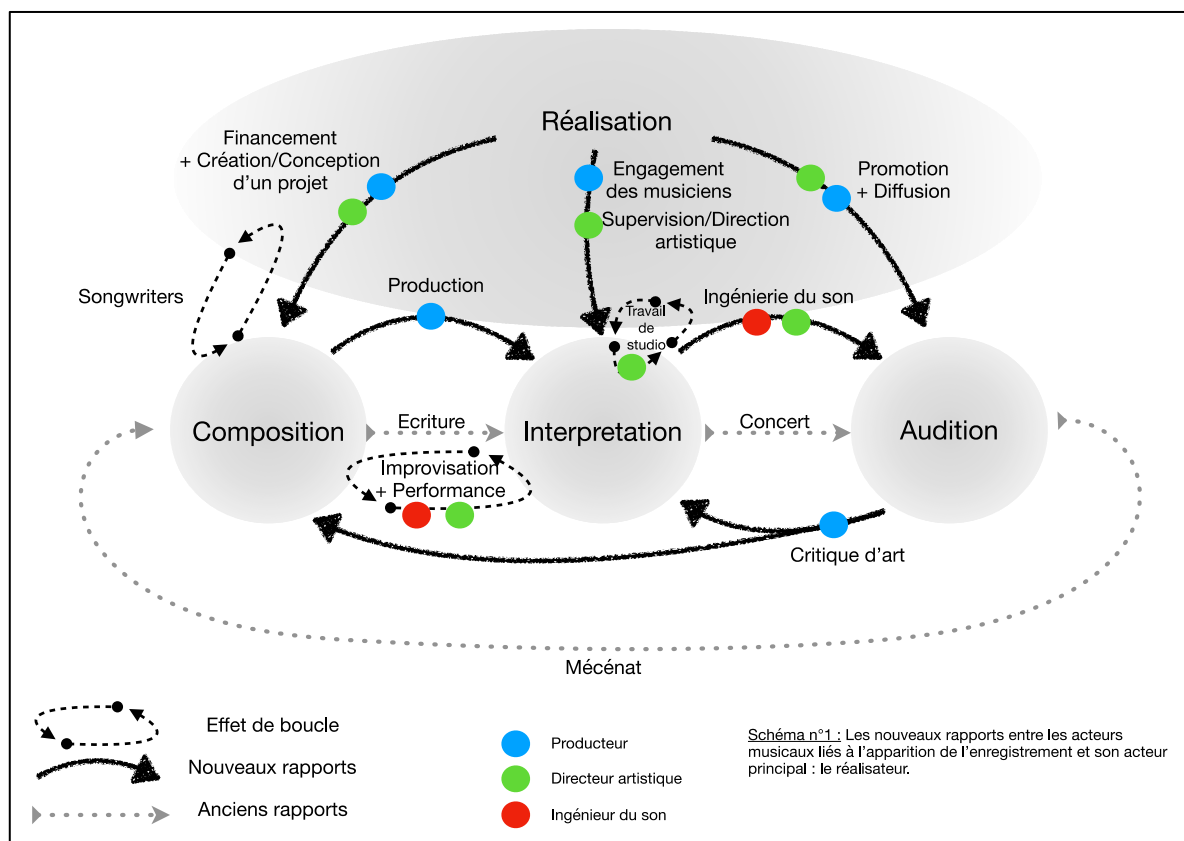 Réalisation
Financement
+ Création/Conception
d'un projet
Engagement
des musiciens
Supervision/Direction
artistique
Promotion
+ Diffusion
Songwriters
Production
Travail
de
studio
Ingénierie du son
Composition
Ecriture
Interpretation
Concert
Audition
Improvisation
+ Performance
Critique d'art
Mécénat
Effet de boucle
Nouveaux rapports
Anciens rapports
Producteur
Directeur artistique
Ingénieur du son
Schéma n°1 : Les nouveaux rapports entre les acteurs
musicaux liés à l'apparition de l'enregistrement et son acteur
principal : le réalisateur.